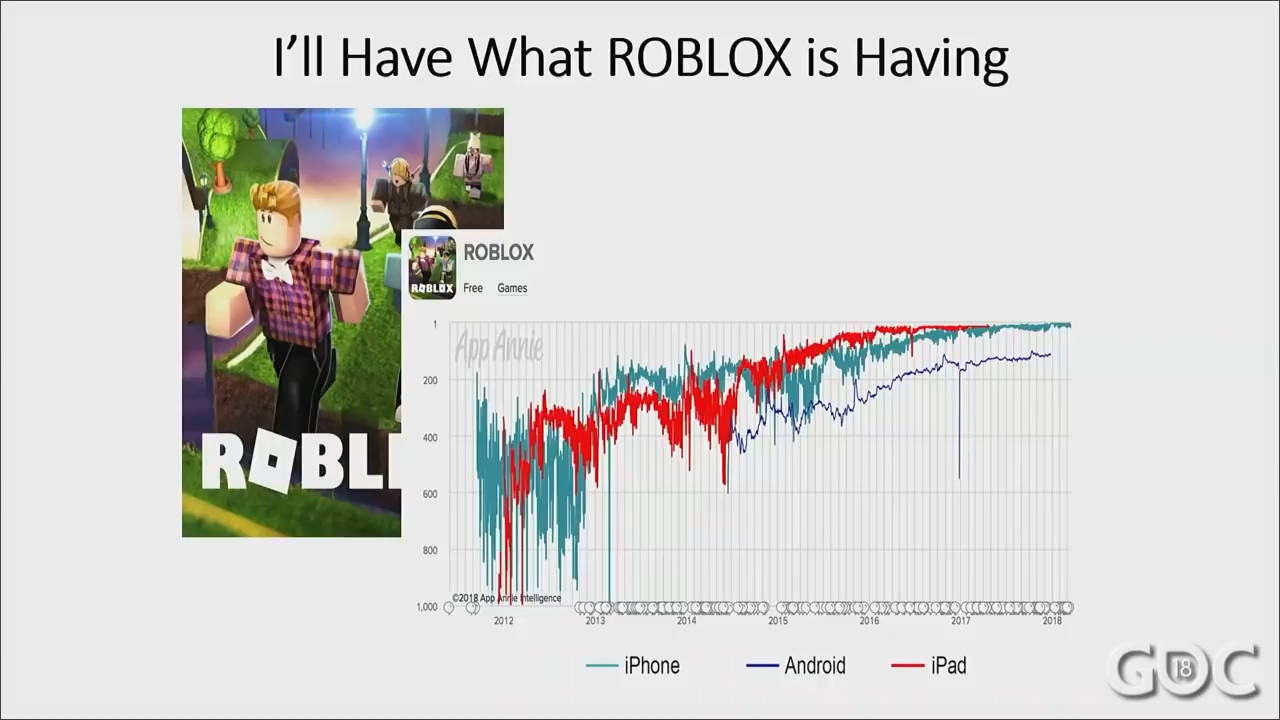 I'll Have What ROBLOX is Having
ROBLOX
Free Games
ROBLOX
ROBL
App Annie
1
200
400
600
800
1,000
©2018 App Annie Intelligence
2012 2013 2014 2015 2016 2017 2018
iPhone Android iPad
GDC
18